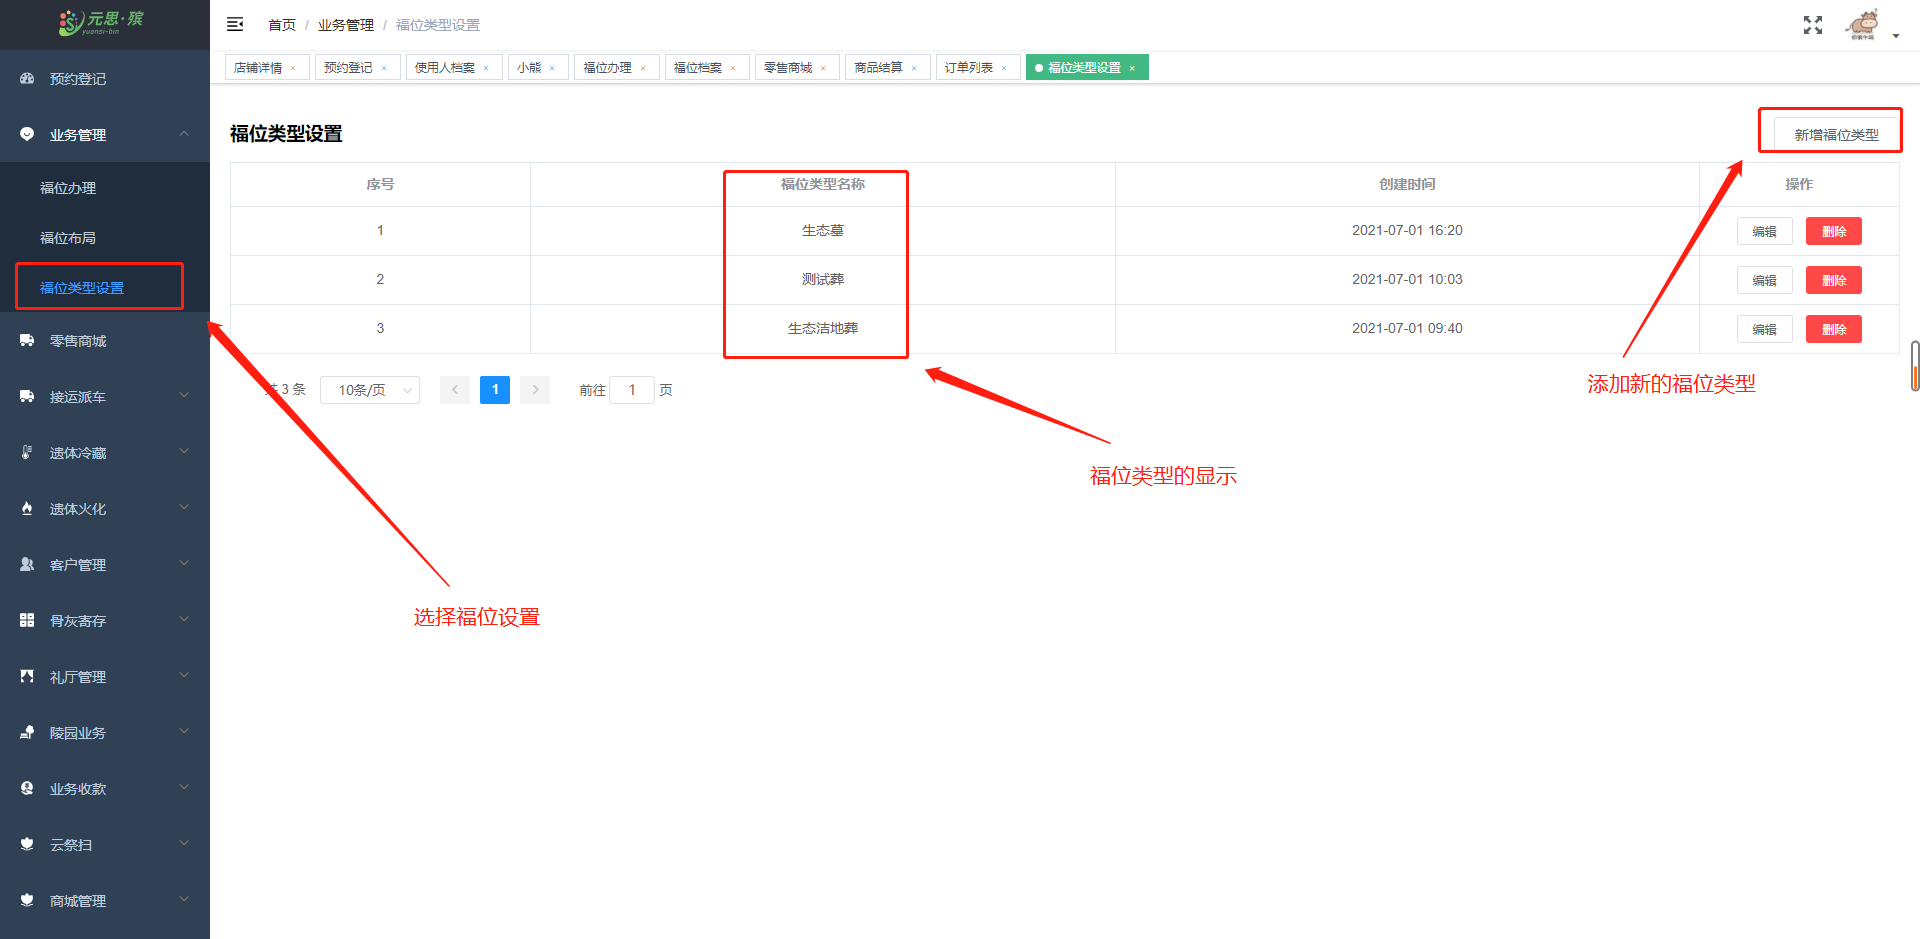 元思·殡
yuansi-bin
首页 / 业务管理 / 福位类型设置
店铺详情 × 预约登记 × 使用人档案 × 小熊 × 福位办理 × 福位档案 × 零售商城 × 商品结算 × 订单列表 × 福位类型设置 ×
预约登记
业务管理
福位办理
福位布局
福位类型设置
零售商城
接运派车
遗体冷藏
遗体火化
客户管理
骨灰寄存
礼厅管理
陵园业务
业务收款
云祭扫
商城管理
福位类型设置
新增福位类型
序号 福位类型名称 创建时间 操作
1 生态墓 2021-07-01 16:20 编辑 删除
2 测试葬 2021-07-01 10:03 编辑 删除
3 生态洁地葬 2021-07-01 09:40 编辑 删除
共 3 条 10条/页 1 前往 1 页
添加新的福位类型
福位类型的显示
选择福位设置